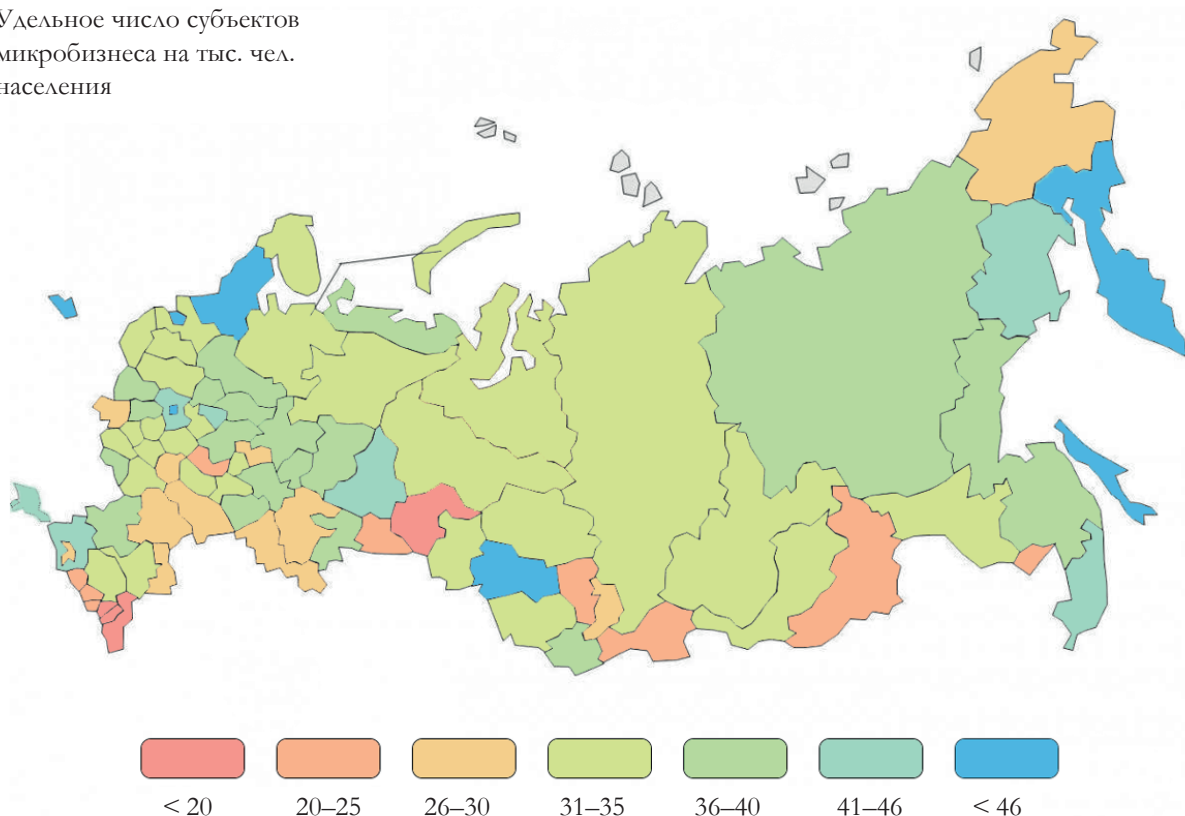 Удельное число субъектов
микробизнеса на тыс. чел.
населения
< 20
20–25
26–30
31–35
36–40
41–46
< 46